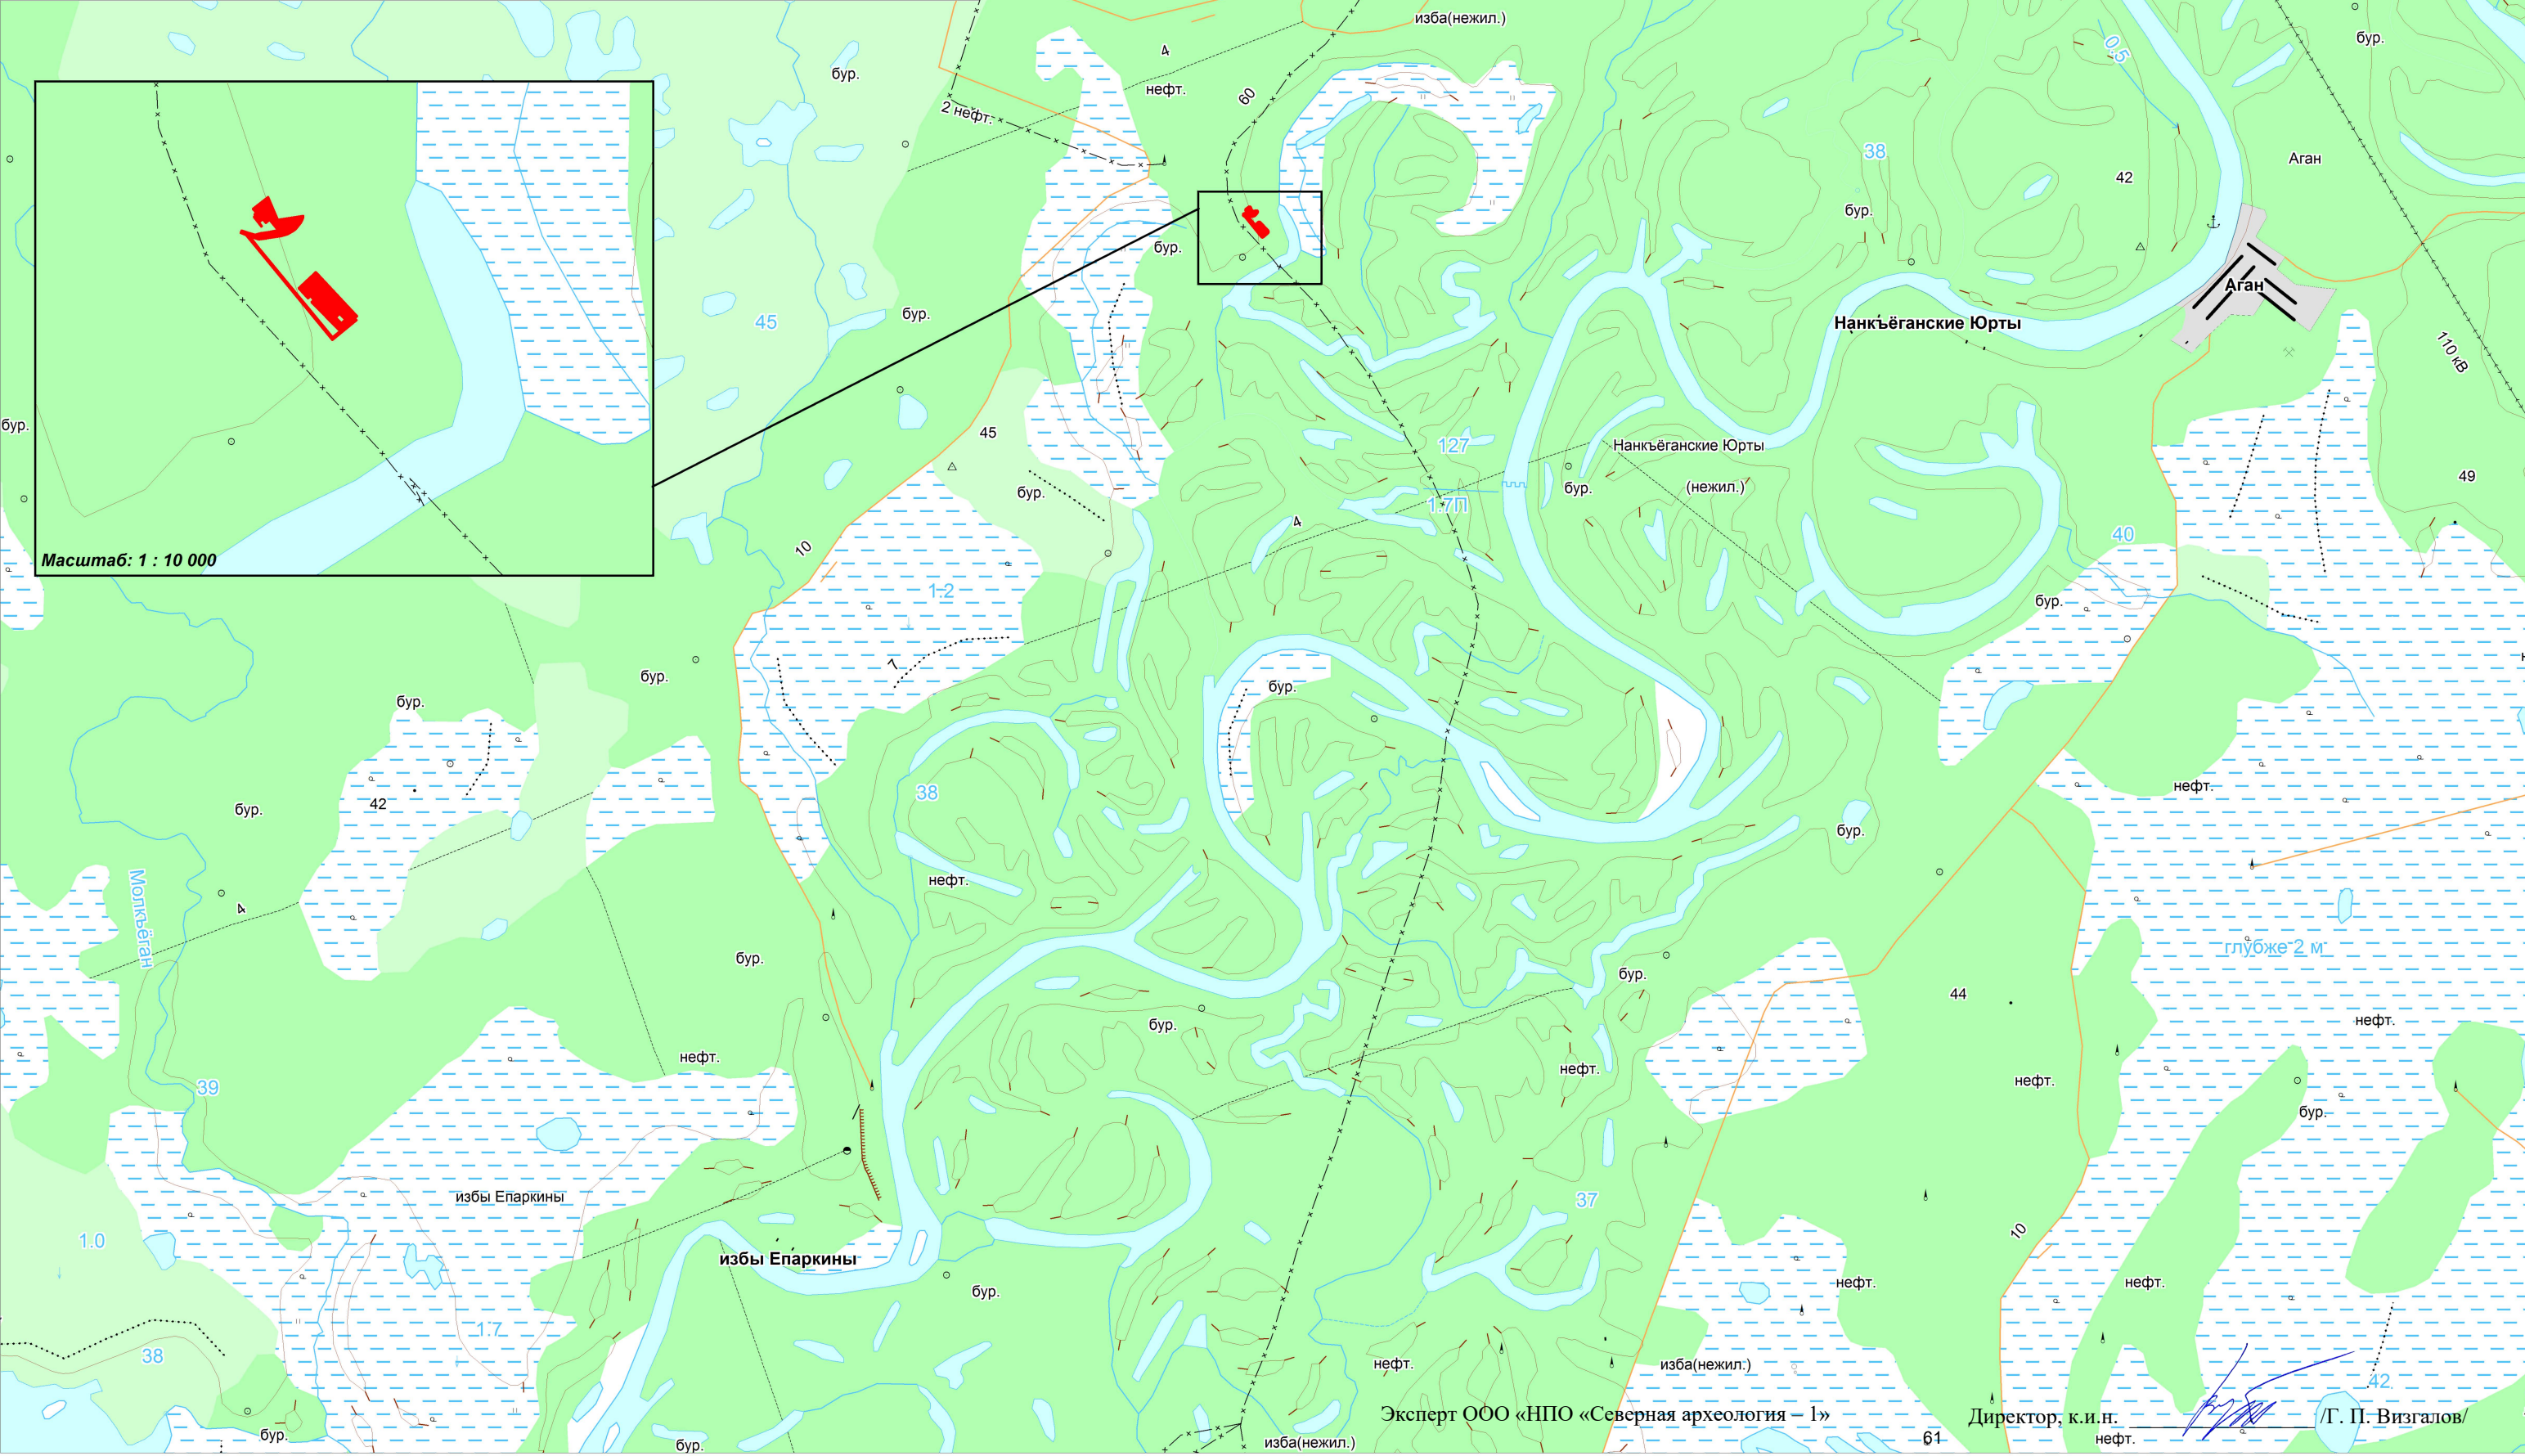 изба(нежил.)
бур.
4
бур.
0.5
нефт.
60
2 нефт.
38
Аган
42
бур.
бур.
Аган
бур.
45
Нанкъёганские Юрты
110 кВ
бур.
45
127
Нанкъёганские Юрты
49
бур.
бур.
(нежил.)
1.7П
4
40
10
Масштаб: 1 : 10 000
1.2
бур.
7
бур.
бур.
бур.
нефт.
38
42
бур.
бур.
нефт.
4
Молкъёган
глубже 2 м
бур.
бур.
44
нефт.
бур.
нефт.
нефт.
нефт.
39
бур.
избы Епаркины
37
10
1.0
избы Епаркины
нефт.
нефт.
бур.
1.7
38
нефт.
изба(нежил.)
42
Эксперт ООО «НПО «Северная археология – 1»
Директор, к.и.н. /Г. П. Визгалов/
бур.
бур.
изба(нежил.)
61
нефт.